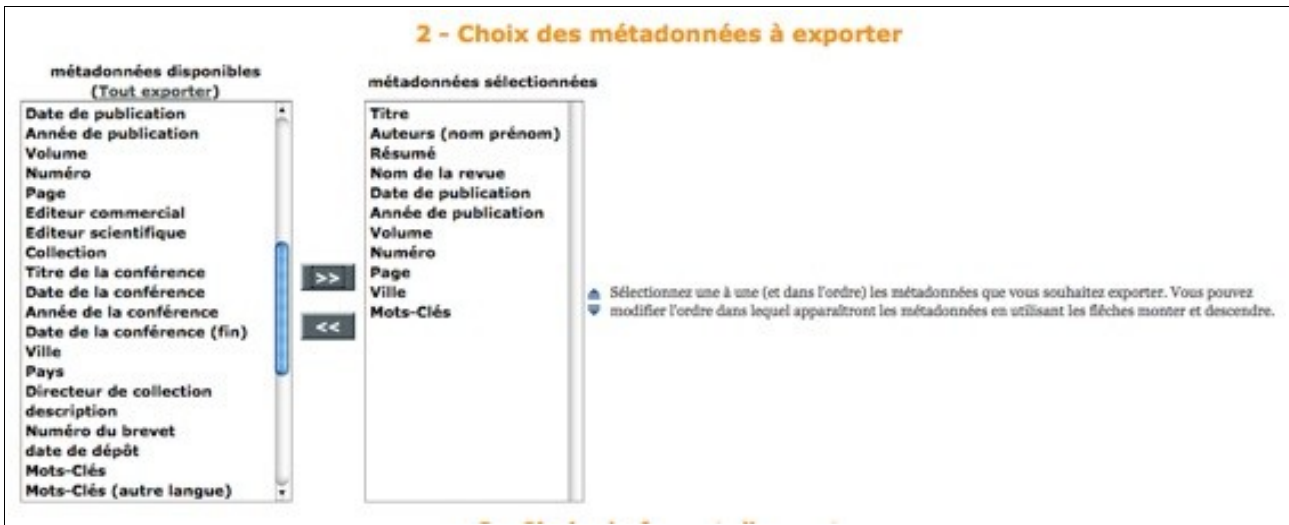 2 - Choix des métadonnées à exporter
métadonnées disponibles
(Tout exporter)
Date de publication
Année de publication
Volume
Numéro
Page
Editeur commercial
Editeur scientifique
Collection
Titre de la conférence
Date de la conférence
Année de la conférence
Date de la conférence (fin)
Ville
Pays
Directeur de collection
description
Numéro du brevet
date de dépôt
Mots-Clés
Mots-Clés (autre langue)
>>
<<
métadonnées sélectionnées
Titre
Auteurs (nom prénom)
Résumé
Nom de la revue
Date de publication
Année de publication
Volume
Numéro
Page
Ville
Mots-Clés
Sélectionnez une à une (et dans l'ordre) les métadonnées que vous souhaitez exporter. Vous pouvez
modifier l'ordre dans lequel apparaîtront les métadonnées en utilisant les flêches monter et descendre.